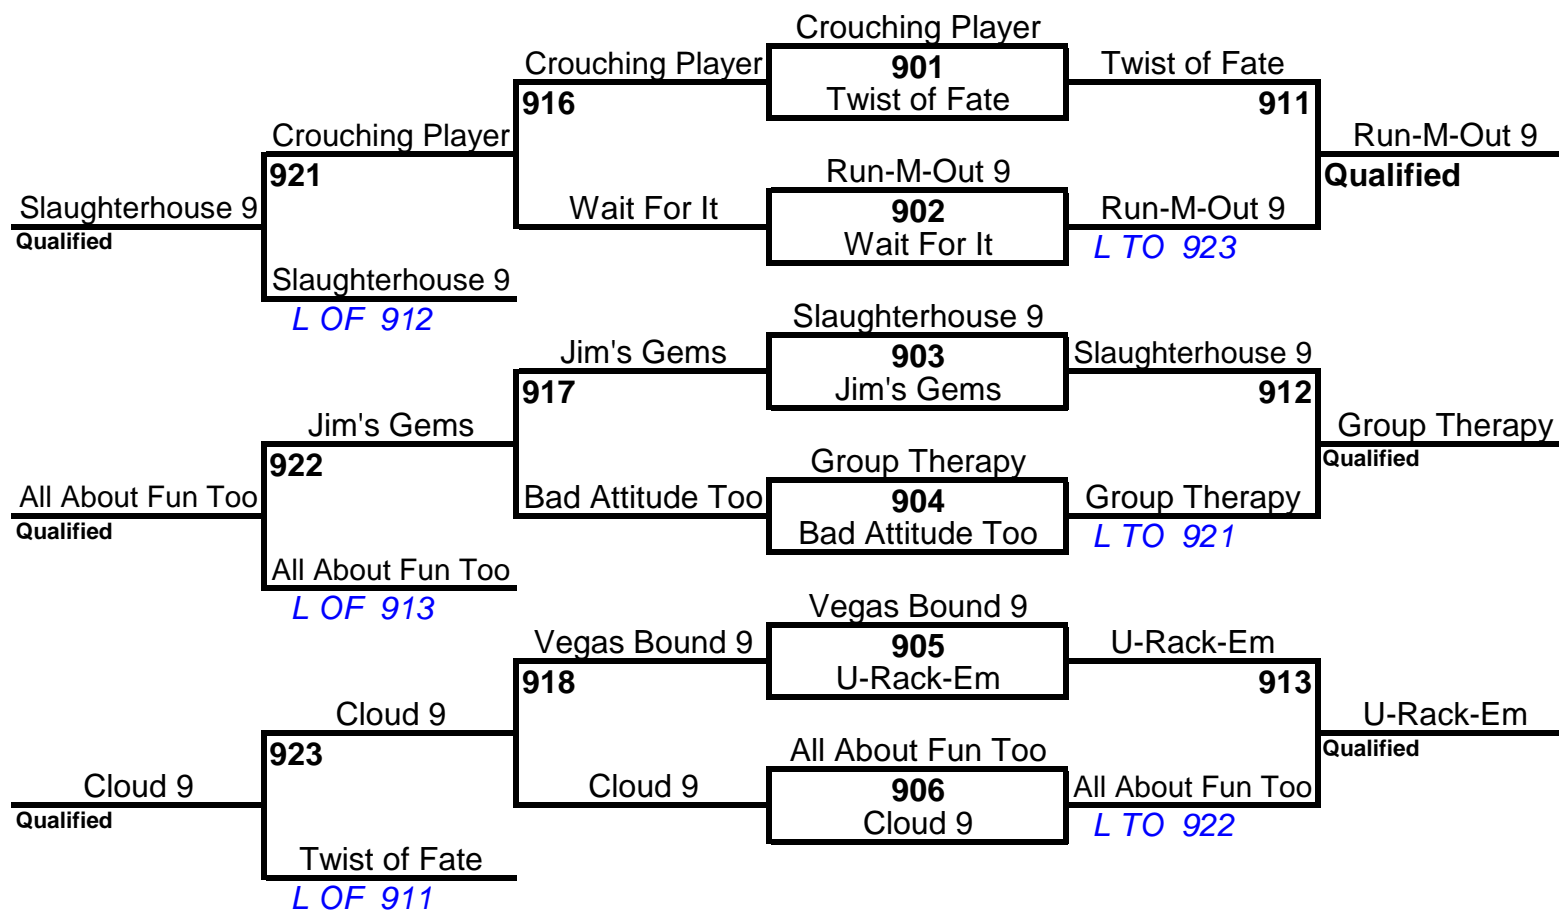 Crouching Player
Crouching Player 901 Twist of Fate
916 Twist of Fate 911
Crouching Player Run-M-Out 9
921 Run-M-Out 9 Qualified
Slaughterhouse 9 Wait For It 902 Run-M-Out 9
Qualified Wait For It L TO 923
Slaughterhouse 9
L OF 912 Slaughterhouse 9
Jim's Gems 903 Slaughterhouse 9
917 Jim's Gems 912
Jim's Gems Group Therapy
922 Group Therapy Qualified
All About Fun Too Bad Attitude Too 904 Group Therapy
Qualified Bad Attitude Too L TO 921
All About Fun Too
L OF 913 Vegas Bound 9
Vegas Bound 9 905 U-Rack-Em
918 U-Rack-Em 913
Cloud 9 U-Rack-Em
923 All About Fun Too Qualified
Cloud 9 Cloud 9 906 All About Fun Too
Qualified Cloud 9 L TO 922
Twist of Fate
L OF 911